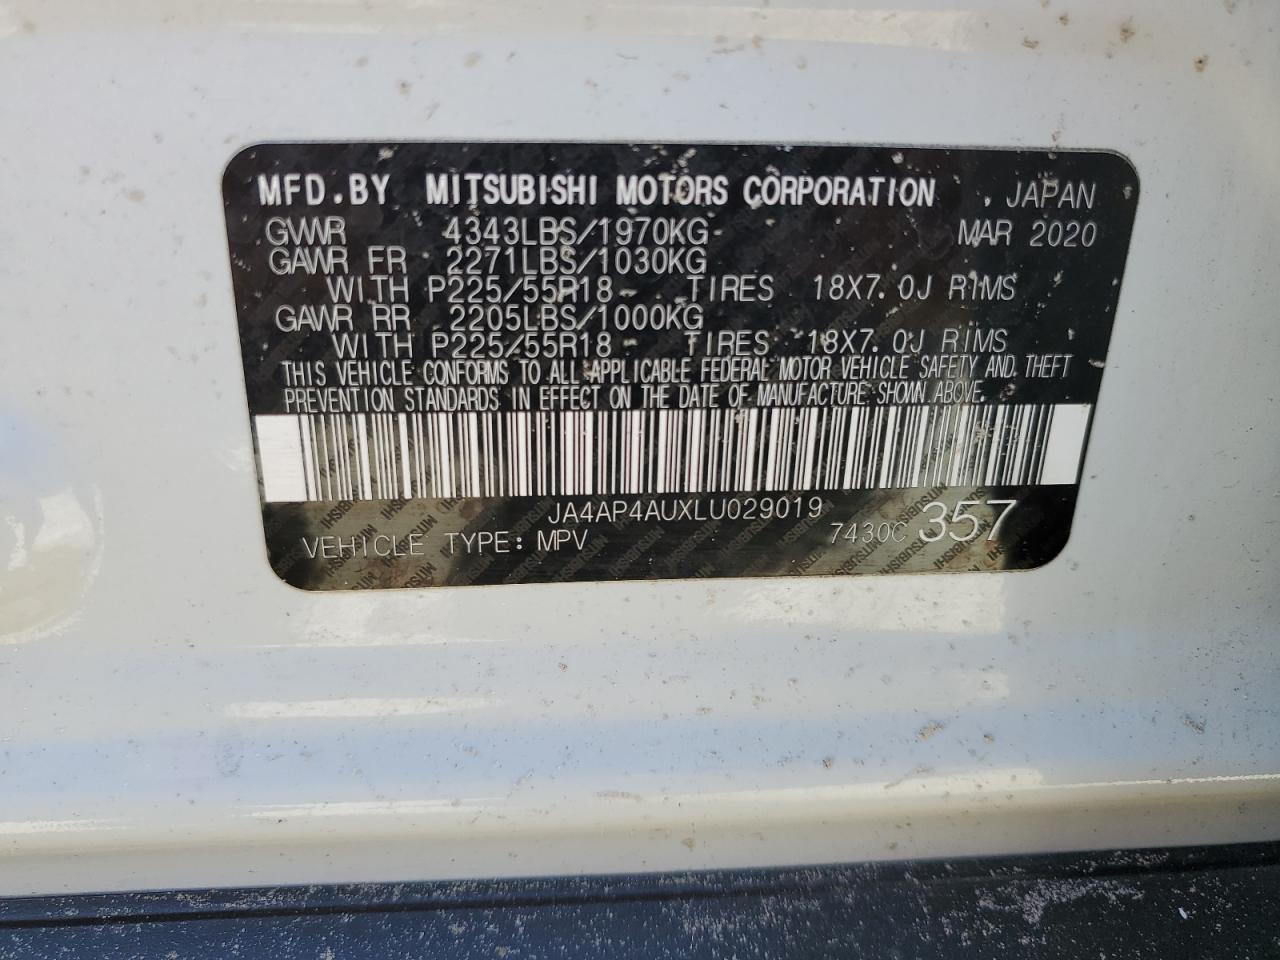 MFD.BY MITSUBISHI MOTORS CORPORATION JAPAN
GVWR 4343LBS/1970KG MAR 2020
GAWR FR 2271LBS/1030KG
WITH P225/55R18 TIRES 18X7.0J RIMS
GAWR RR 2205LBS/1000KG
WITH P225/55R18 TIRES 18X7.0J RIMS
THIS VEHICLE CONFORMS TO ALL APPLICABLE FEDERAL MOTOR VEHICLE SAFETY AND THEFT
PREVENTION STANDARDS IN EFFECT ON THE DATE OF MANUFACTURE SHOWN ABOVE.
JA4AP4AUXLU029019
VEHICLE TYPE: MPV 7430C 357